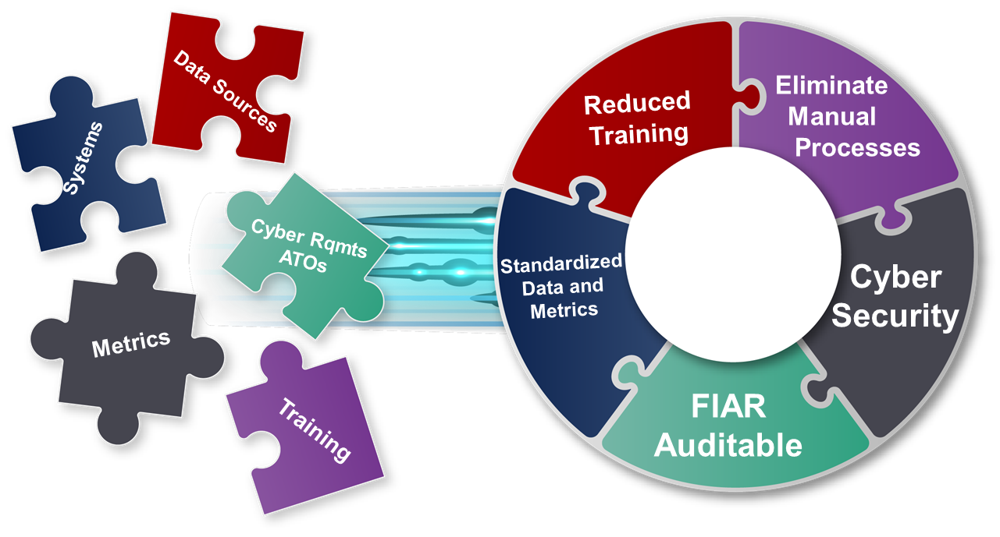 Data Sources
Systems
Cyber Rqmts
ATOs
Metrics
Training
Reduced
Training
Eliminate
Manual
Processes
Standardized
Data and
Metrics
Cyber
Security
FIAR
Auditable